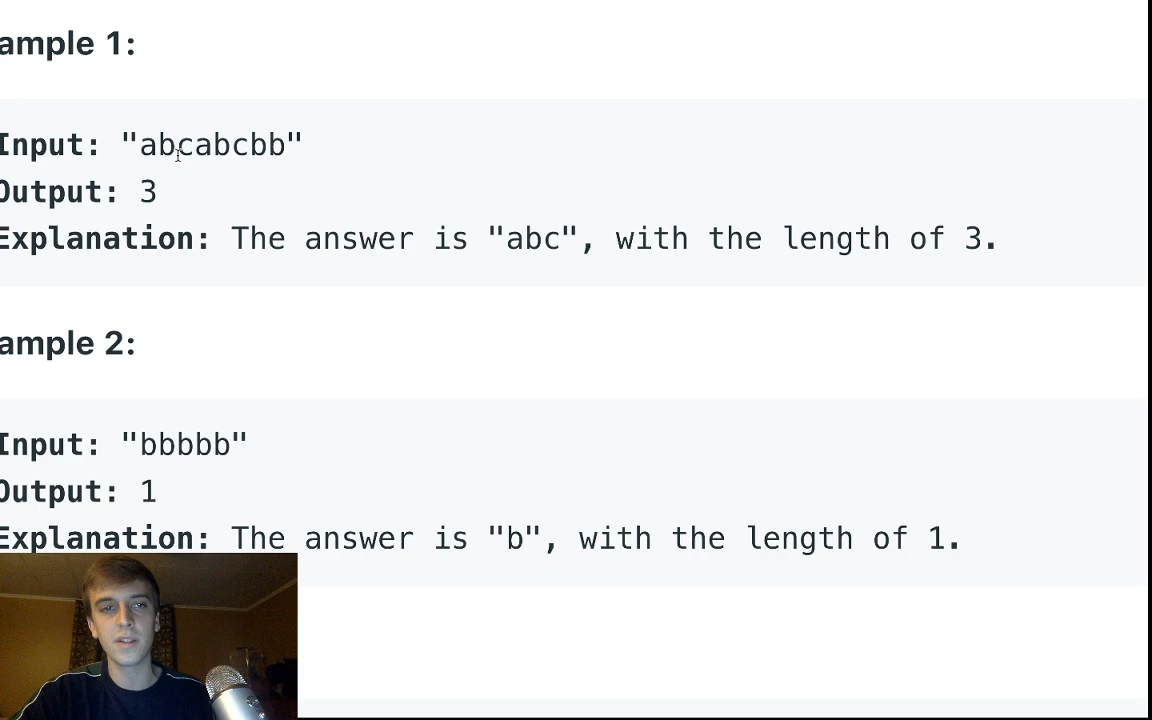 ample 1:
Input: "abcabcbb"
Output: 3
Explanation: The answer is "abc", with the length of 3.
ample 2:
Input: "bbbbb"
Output: 1
Explanation: The answer is "b", with the length of 1.